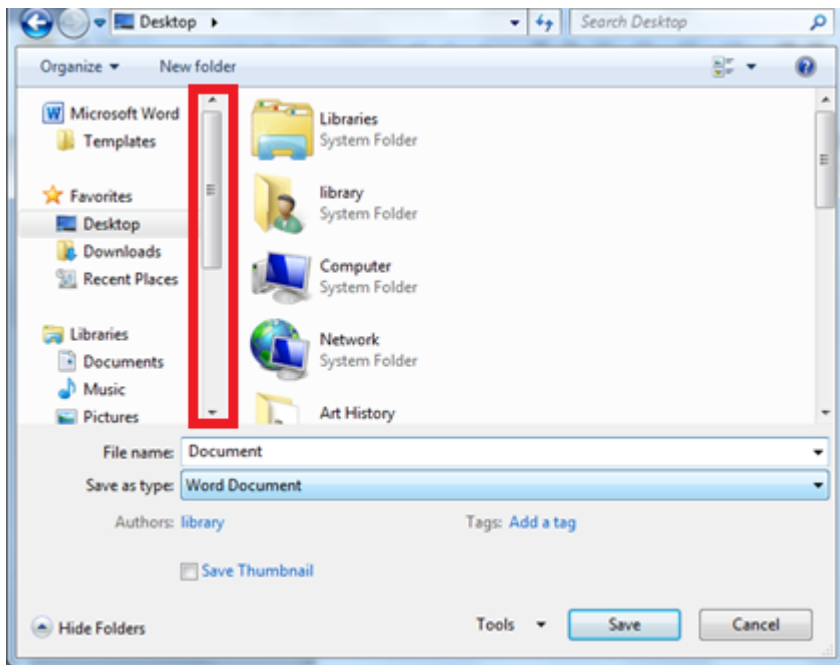 Desktop
Search Desktop
Organize
New folder
Microsoft Word
Templates
Favorites
Desktop
Downloads
Recent Places
Libraries
Documents
Music
Pictures
Libraries
System Folder
library
System Folder
Computer
System Folder
Network
System Folder
Art History
File name: Document
Save as type: Word Document
Authors: library
Tags: Add a tag
Save Thumbnail
Hide Folders
Tools
Save
Cancel